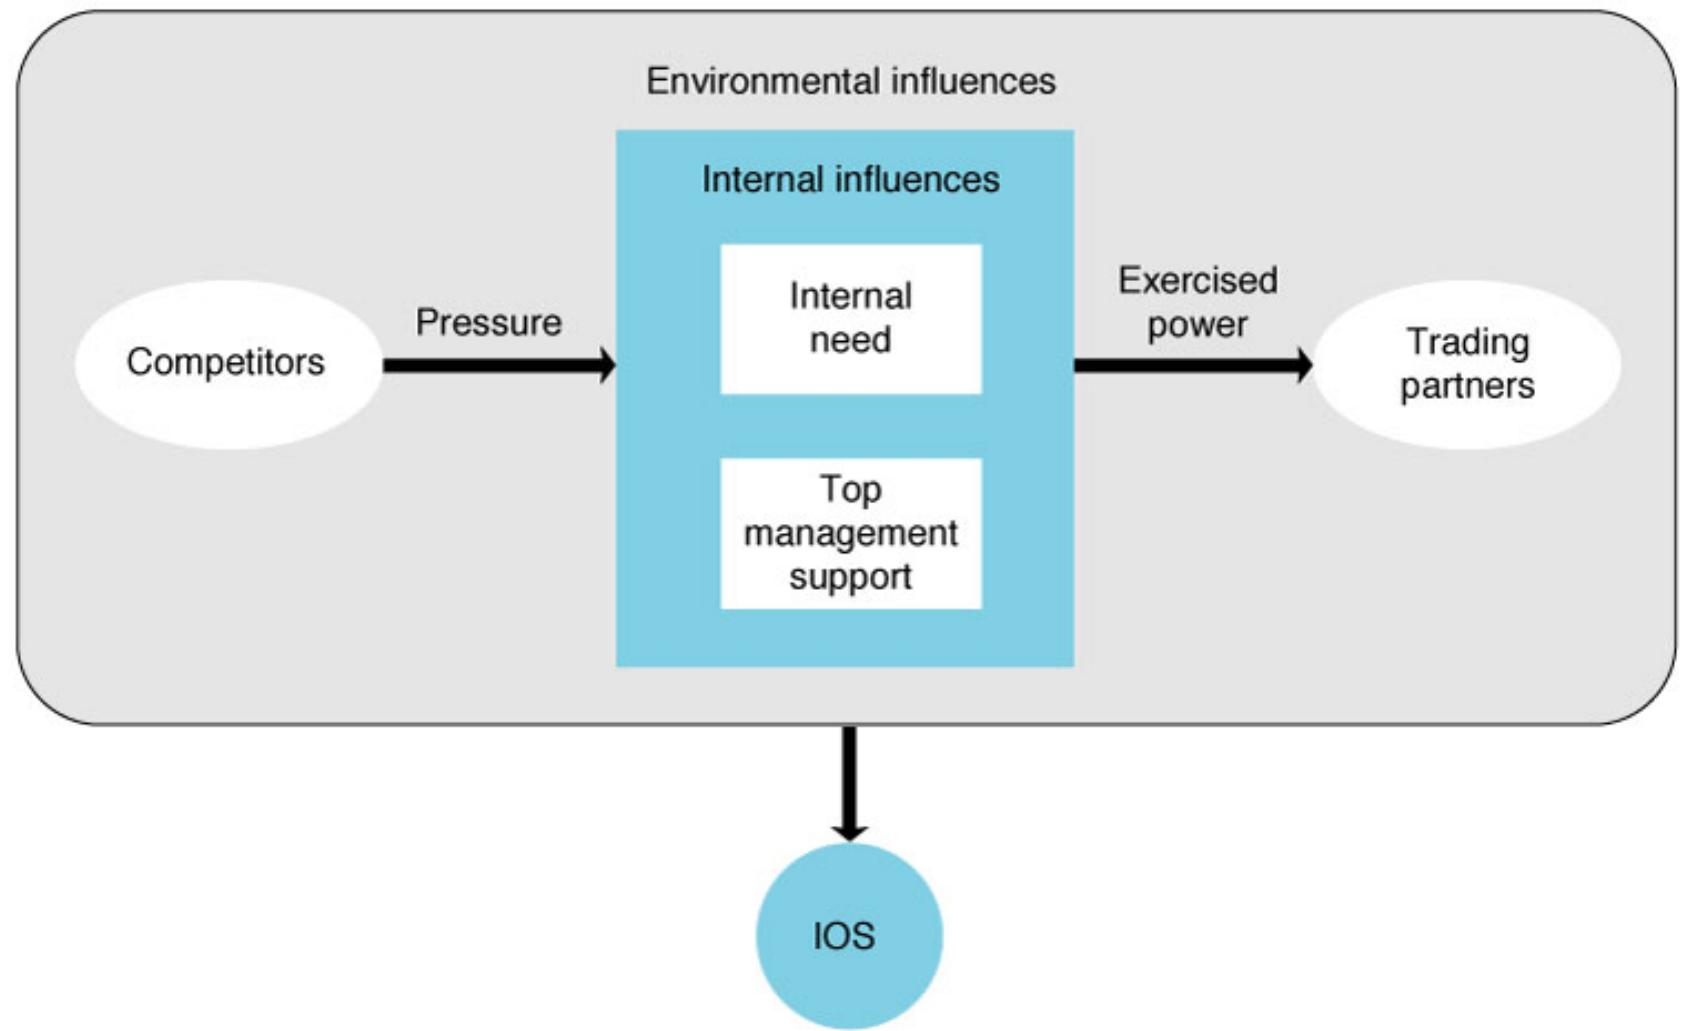 Environmental influences
Internal influences
Competitors
Pressure
Internal
need
Top
management
support
Exercised
power
Trading
partners
IOS